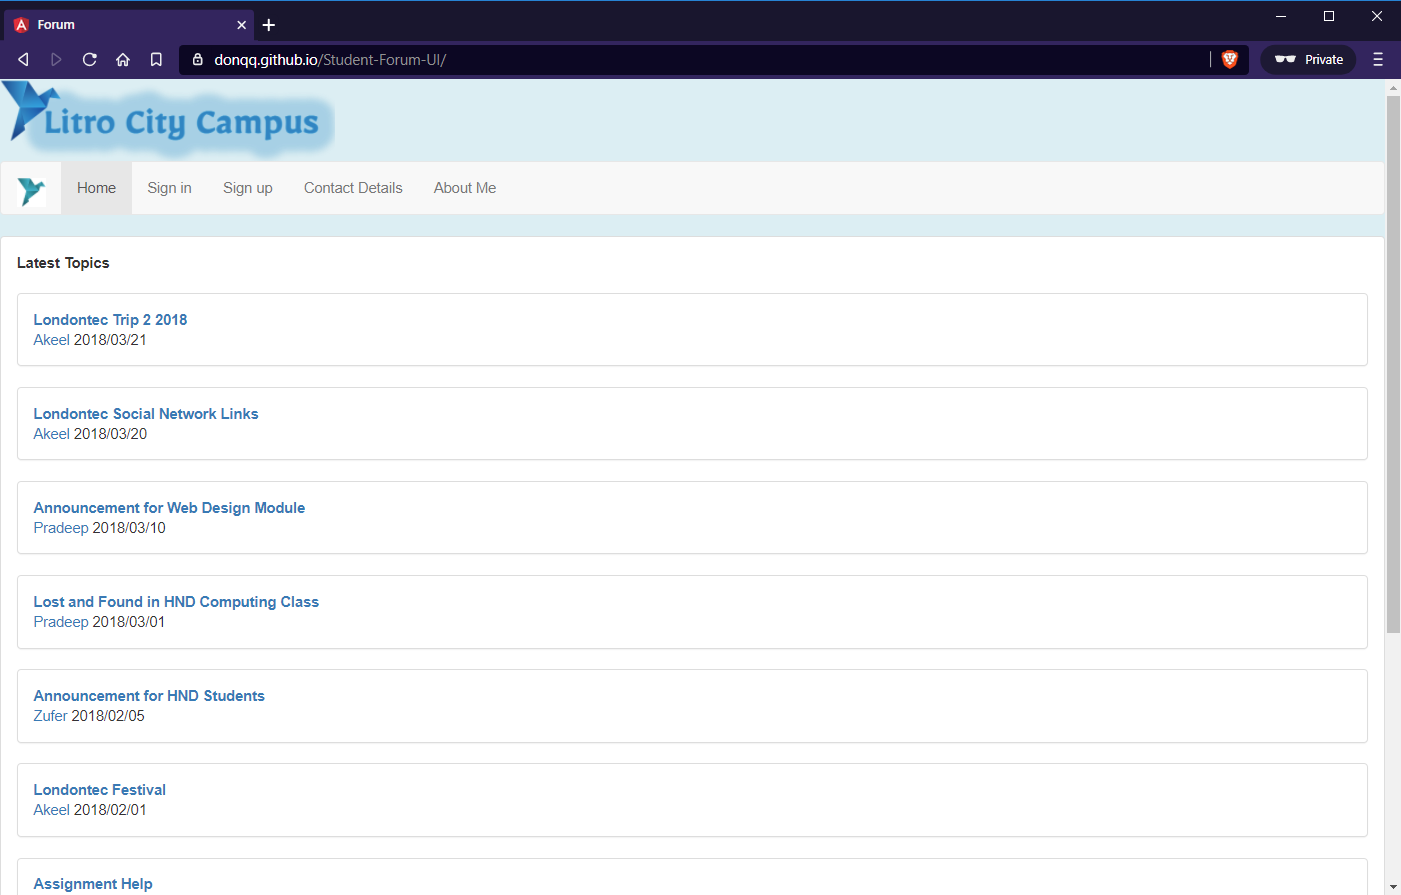 Forum
donqq.github.io/Student-Forum-UI/
Private
Litro City Campus
Home Sign in Sign up Contact Details About Me
Latest Topics
Londontec Trip 2 2018
Akeel 2018/03/21
Londontec Social Network Links
Akeel 2018/03/20
Announcement for Web Design Module
Pradeep 2018/03/10
Lost and Found in HND Computing Class
Pradeep 2018/03/01
Announcement for HND Students
Zufer 2018/02/05
Londontec Festival
Akeel 2018/02/01
Assignment Help